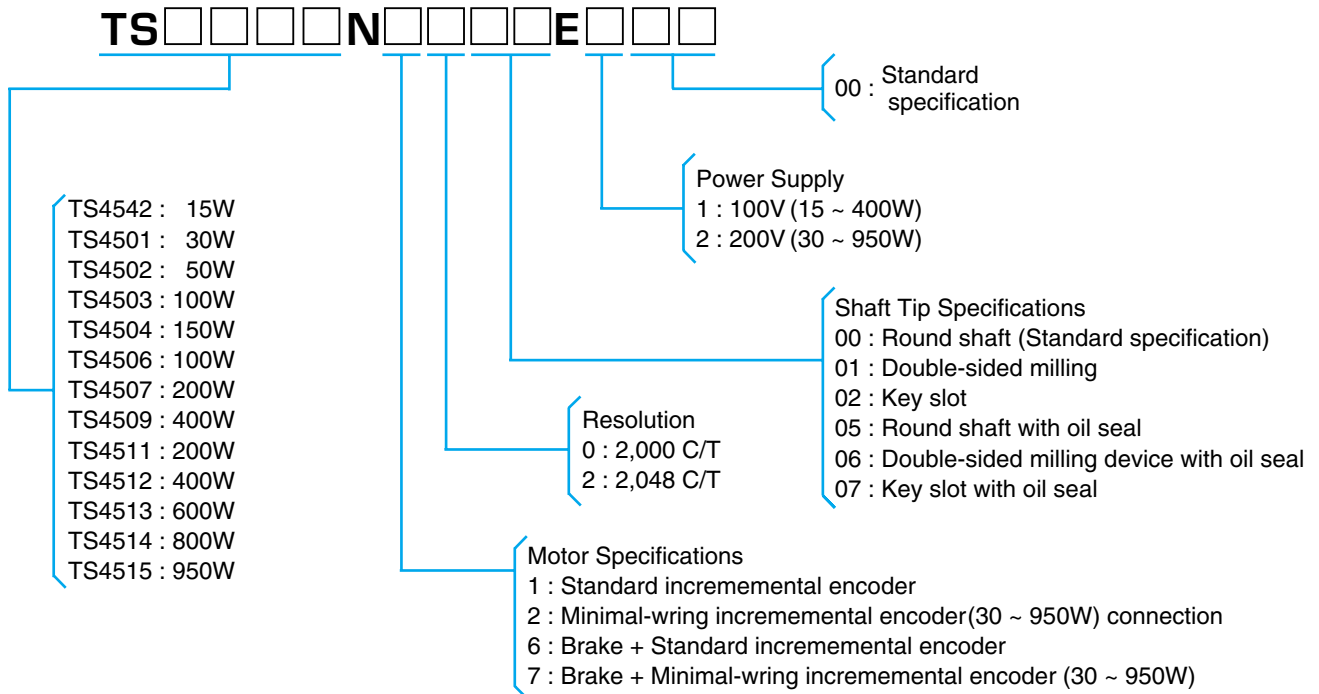 TS□□□□N□□□□E□□□
00 : Standard
specification
Power Supply
1 : 100V (15 ~ 400W)
2 : 200V (30 ~ 950W)
TS4542 : 15W
TS4501 : 30W
TS4502 : 50W
TS4503 : 100W
TS4504 : 150W
TS4506 : 100W
TS4507 : 200W
TS4509 : 400W
TS4511 : 200W
TS4512 : 400W
TS4513 : 600W
TS4514 : 800W
TS4515 : 950W
Shaft Tip Specifications
00 : Round shaft (Standard specification)
01 : Double-sided milling
02 : Key slot
05 : Round shaft with oil seal
06 : Double-sided milling device with oil seal
07 : Key slot with oil seal
Resolution
0 : 2,000 C/T
2 : 2,048 C/T
Motor Specifications
1 : Standard incrememental encoder
2 : Minimal-wring incrememental encoder(30 ~ 950W) connection
6 : Brake + Standard incrememental encoder
7 : Brake + Minimal-wring incrememental encoder (30 ~ 950W)